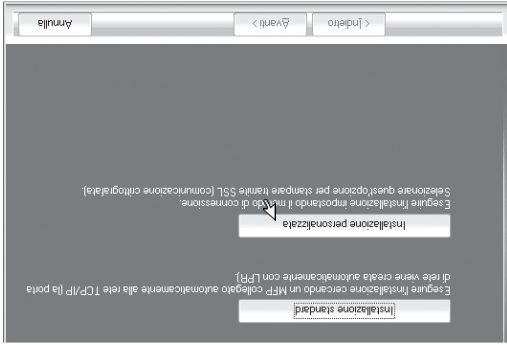 Installazione standard
Eseguire l'installazione cercando un MFP collegato automaticamente alla rete TCP/IP (la porta
di rete viene creata automaticamente con LPR).
Installazione personalizzata
Eseguire l'installazione impostando il metodo di connessione.
Selezionare quest'opzione per stampare tramite SSL (comunicazione crittografata).
< Indietro
Avanti >
Annulla